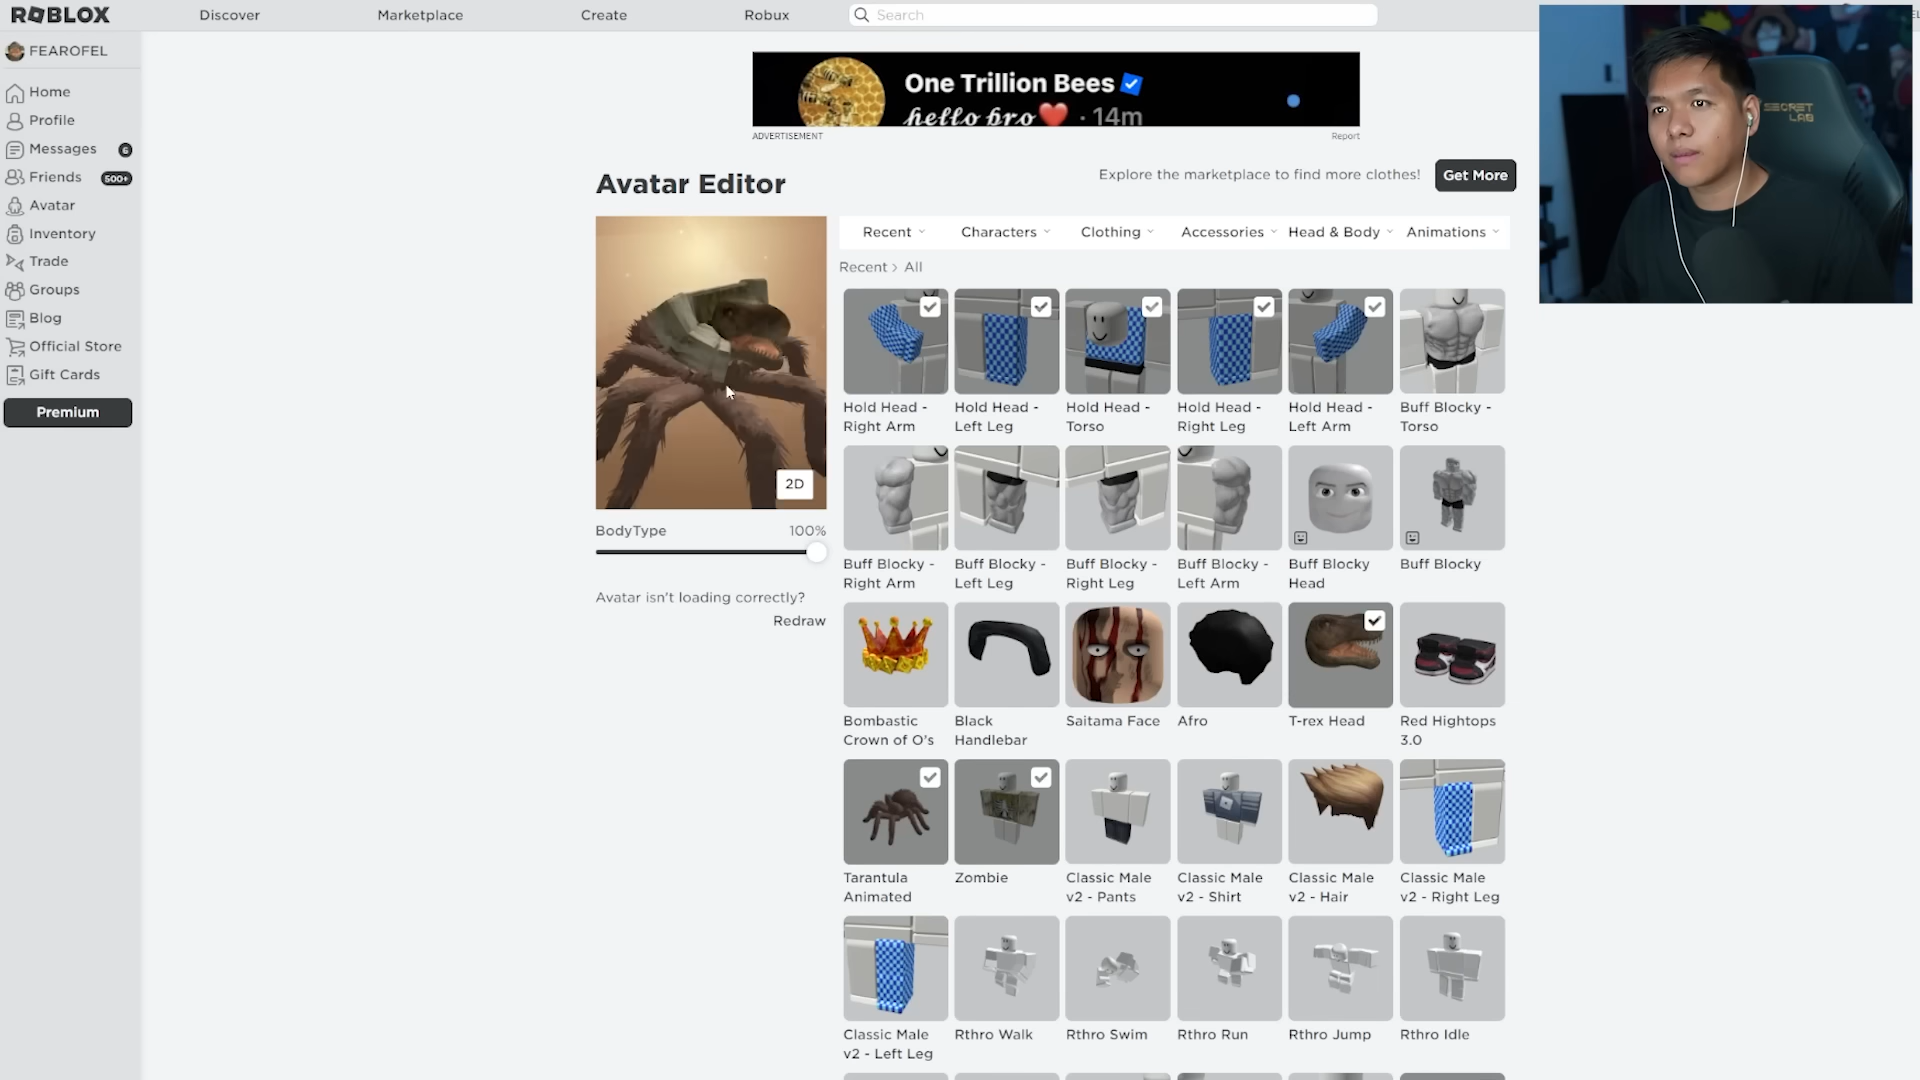 ROBLOX
Discover
Marketplace
Create
Robux
Search
FEAROFEL
Home
Profile
Messages 6
Friends 500+
Avatar
Inventory
Trade
Groups
Blog
Official Store
Gift Cards
Premium
One Trillion Bees
hello bro❤️ · 14m
ADVERTISEMENT
Report
SECRET
LAB
Avatar Editor
Explore the marketplace to find more clothes!
Get More
2D
BodyType 100%
Avatar isn't loading correctly?
Redraw
Recent
Characters
Clothing
Accessories
Head & Body
Animations
Recent > All
Hold Head -
Right Arm
Hold Head -
Left Leg
Hold Head -
Torso
Hold Head -
Right Leg
Hold Head -
Left Arm
Buff Blocky -
Torso
Buff Blocky -
Right Arm
Buff Blocky -
Left Leg
Buff Blocky -
Right Leg
Buff Blocky -
Left Arm
Buff Blocky
Head
Buff Blocky
Bombastic
Crown of O's
Black
Handlebar
Saitama Face
Afro
T-rex Head
Red Hightops
3.0
Tarantula
Animated
Zombie
Classic Male
v2 - Pants
Classic Male
v2 - Shirt
Classic Male
v2 - Hair
Classic Male
v2 - Right Leg
Classic Male
v2 - Left Leg
Rthro Walk
Rthro Swim
Rthro Run
Rthro Jump
Rthro Idle